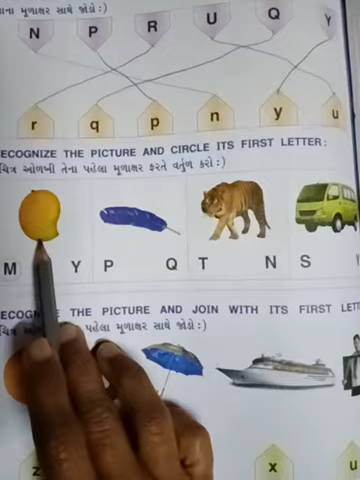 મૂળાક્ષર સાથે જોડો:)
N P R U Q Y
r q p n y u
ECOGNIZE THE PICTURE AND CIRCLE ITS FIRST LETTER:
ચિત્ર ઓળખી તેના પહેલા મૂળાક્ષર ફરતે વર્તુળ કરો:)
M Y P Q T N S
THE PICTURE AND JOIN WITH ITS FIRST LETT
પહેલા મૂળાક્ષર સાથે જોડો:)
z x u